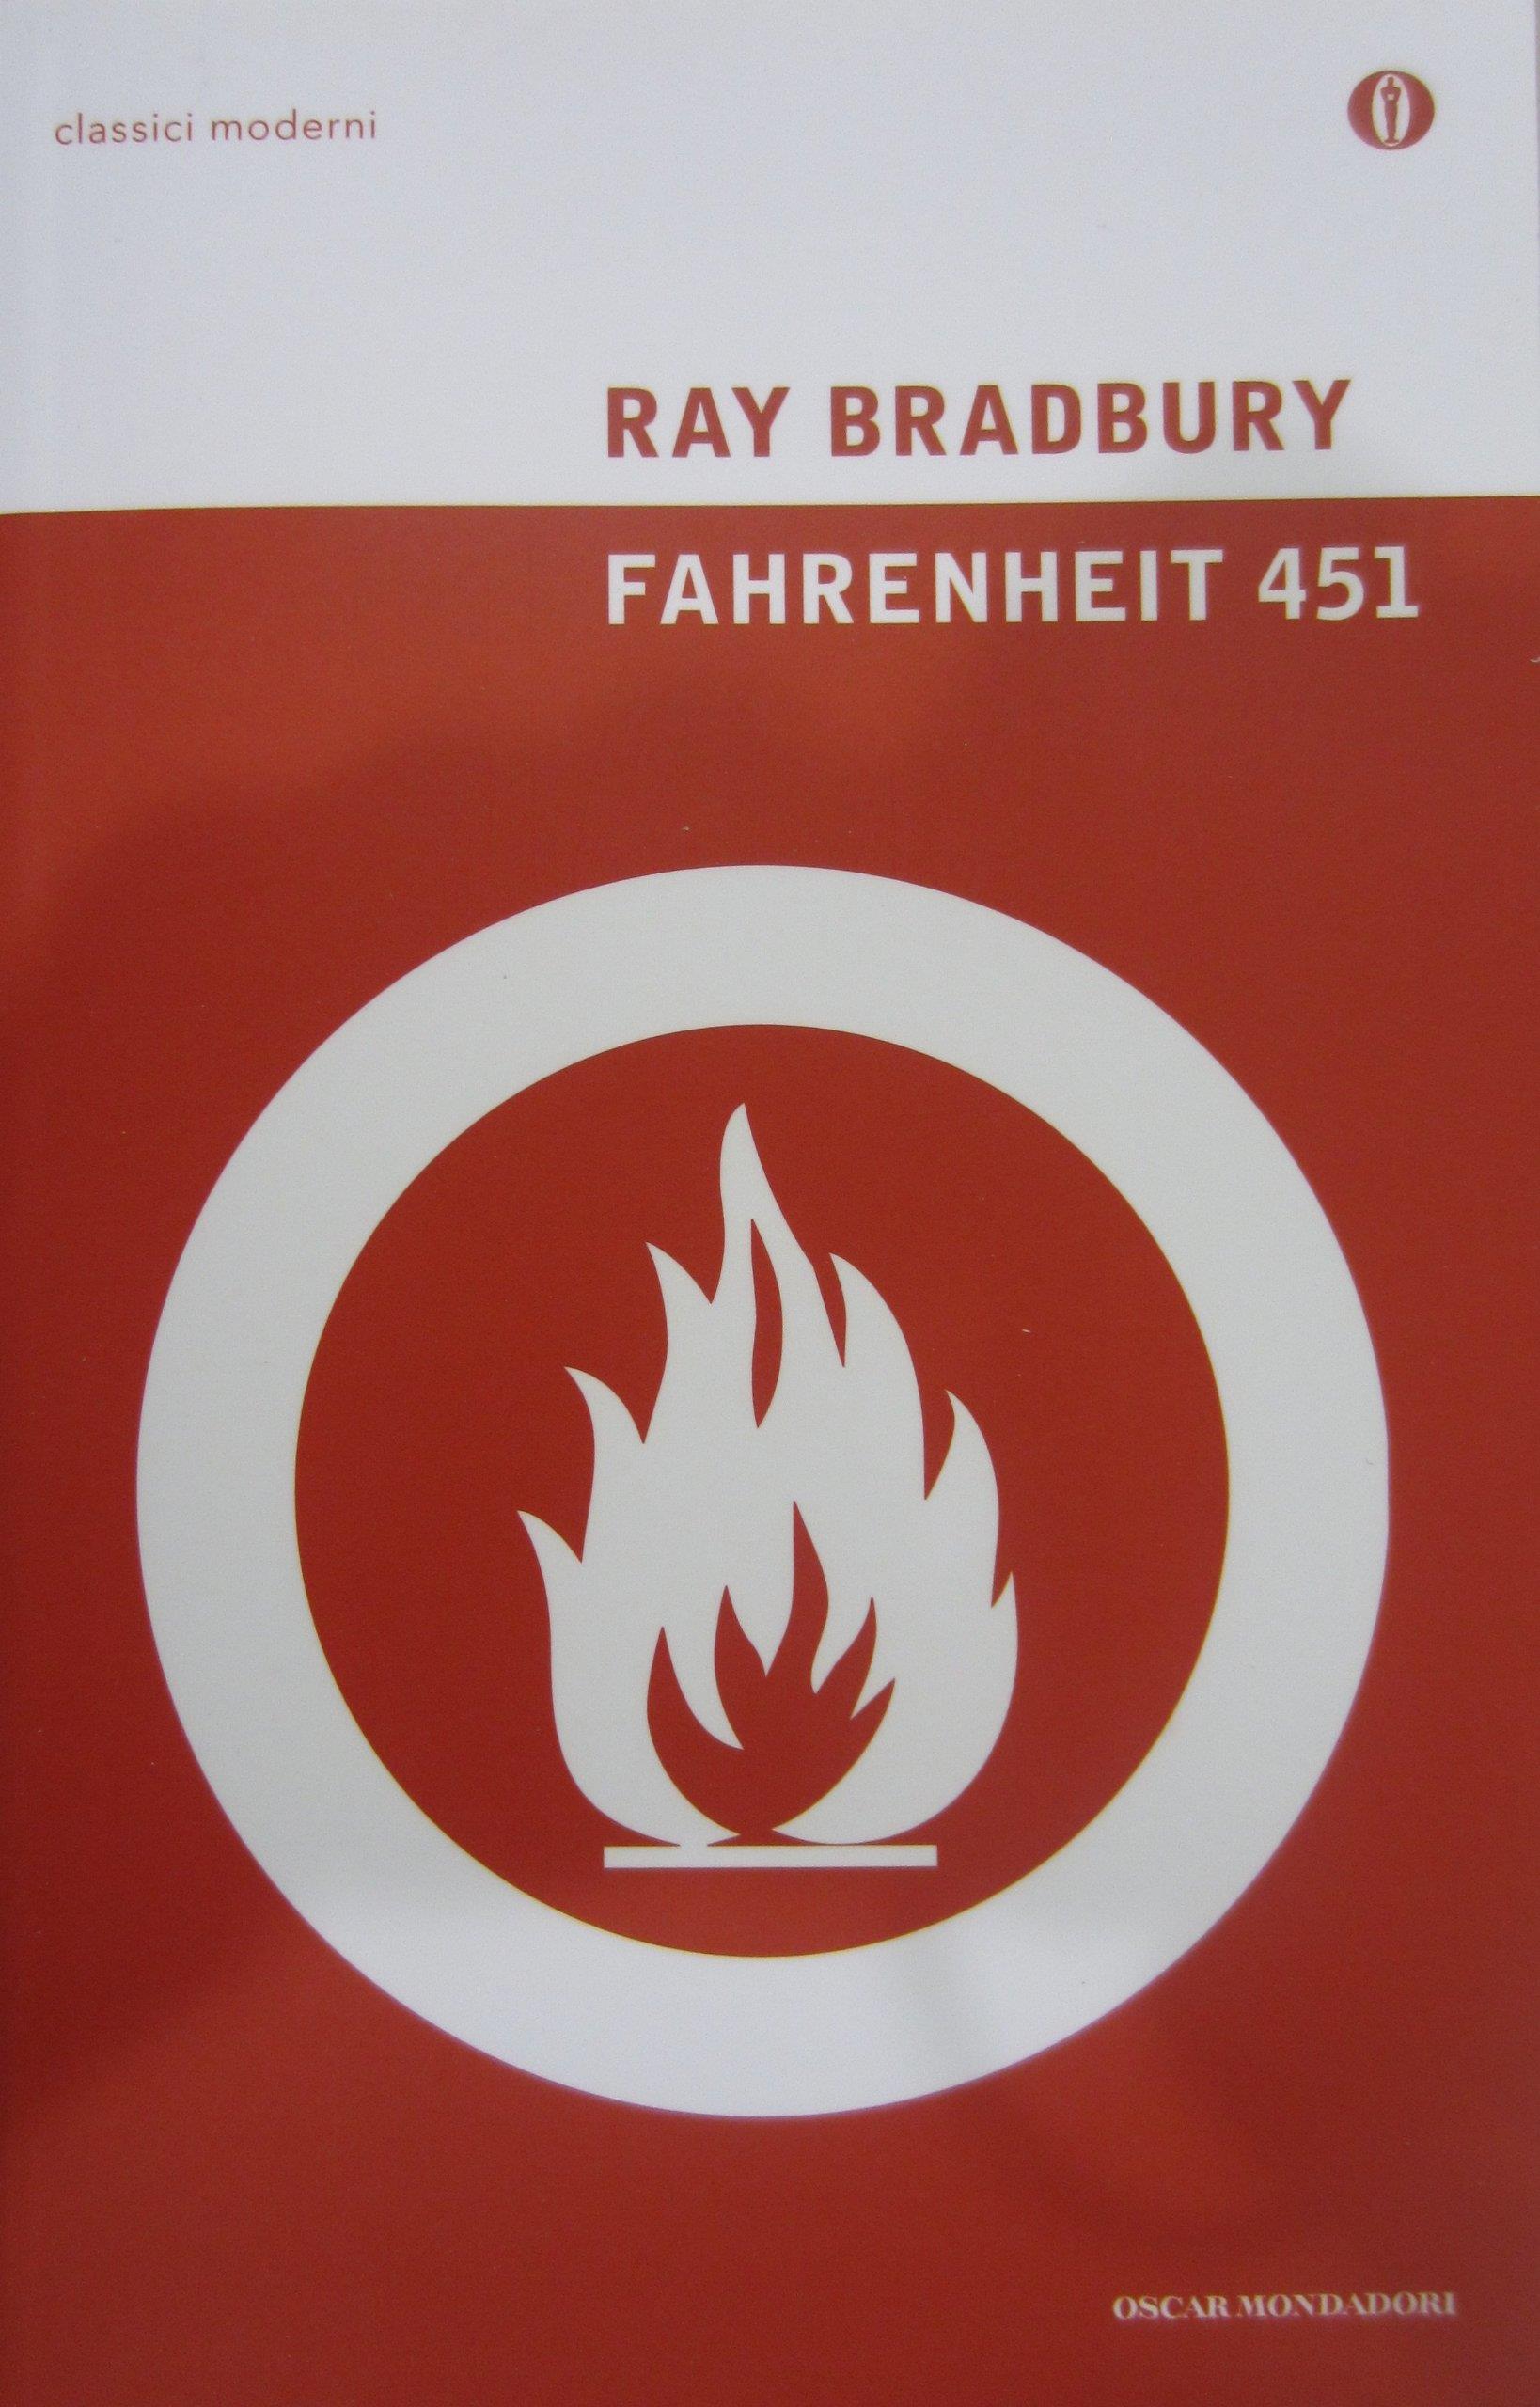 classici moderni
RAY BRADBURY
FAHRENHEIT 451
OSCAR MONDADORI